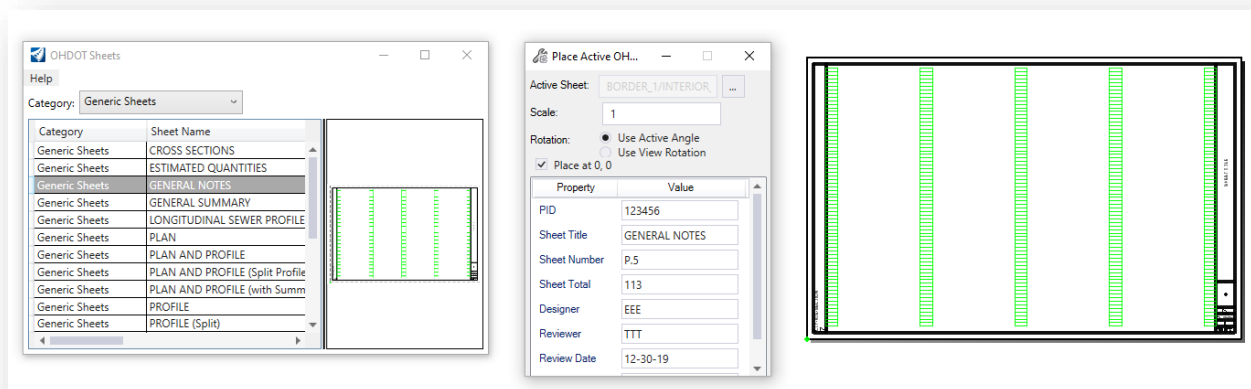 OHDOT Sheets
Help
Category: Generic Sheets
Category Sheet Name
Generic Sheets CROSS SECTIONS
Generic Sheets ESTIMATED QUANTITIES
Generic Sheets GENERAL NOTES
Generic Sheets GENERAL SUMMARY
Generic Sheets LONGITUDINAL SEWER PROFILE
Generic Sheets PLAN
Generic Sheets PLAN AND PROFILE
Generic Sheets PLAN AND PROFILE (Split Profile
Generic Sheets PLAN AND PROFILE (with Summ
Generic Sheets PROFILE
Generic Sheets PROFILE (Split)
Place Active OH...
Active Sheet: BORDER_1/INTERIOR_ ...
Scale: 1
Rotation: Use Active Angle
Use View Rotation
Place at 0, 0
Property Value
PID 123456
Sheet Title GENERAL NOTES
Sheet Number P.5
Sheet Total 113
Designer EEE
Reviewer TTT
Review Date 12-30-19
SHEET TITLE